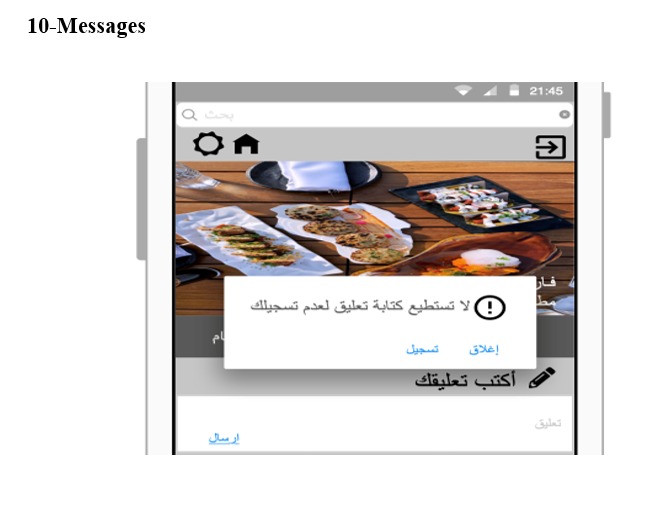 10-Messages
21:45
بحث
فار
مط
لا تستطيع كتابة تعليق لعدم تسجيلك
إغلاق تسجيل
ام
أكتب تعليقك
تعليق
ارسال